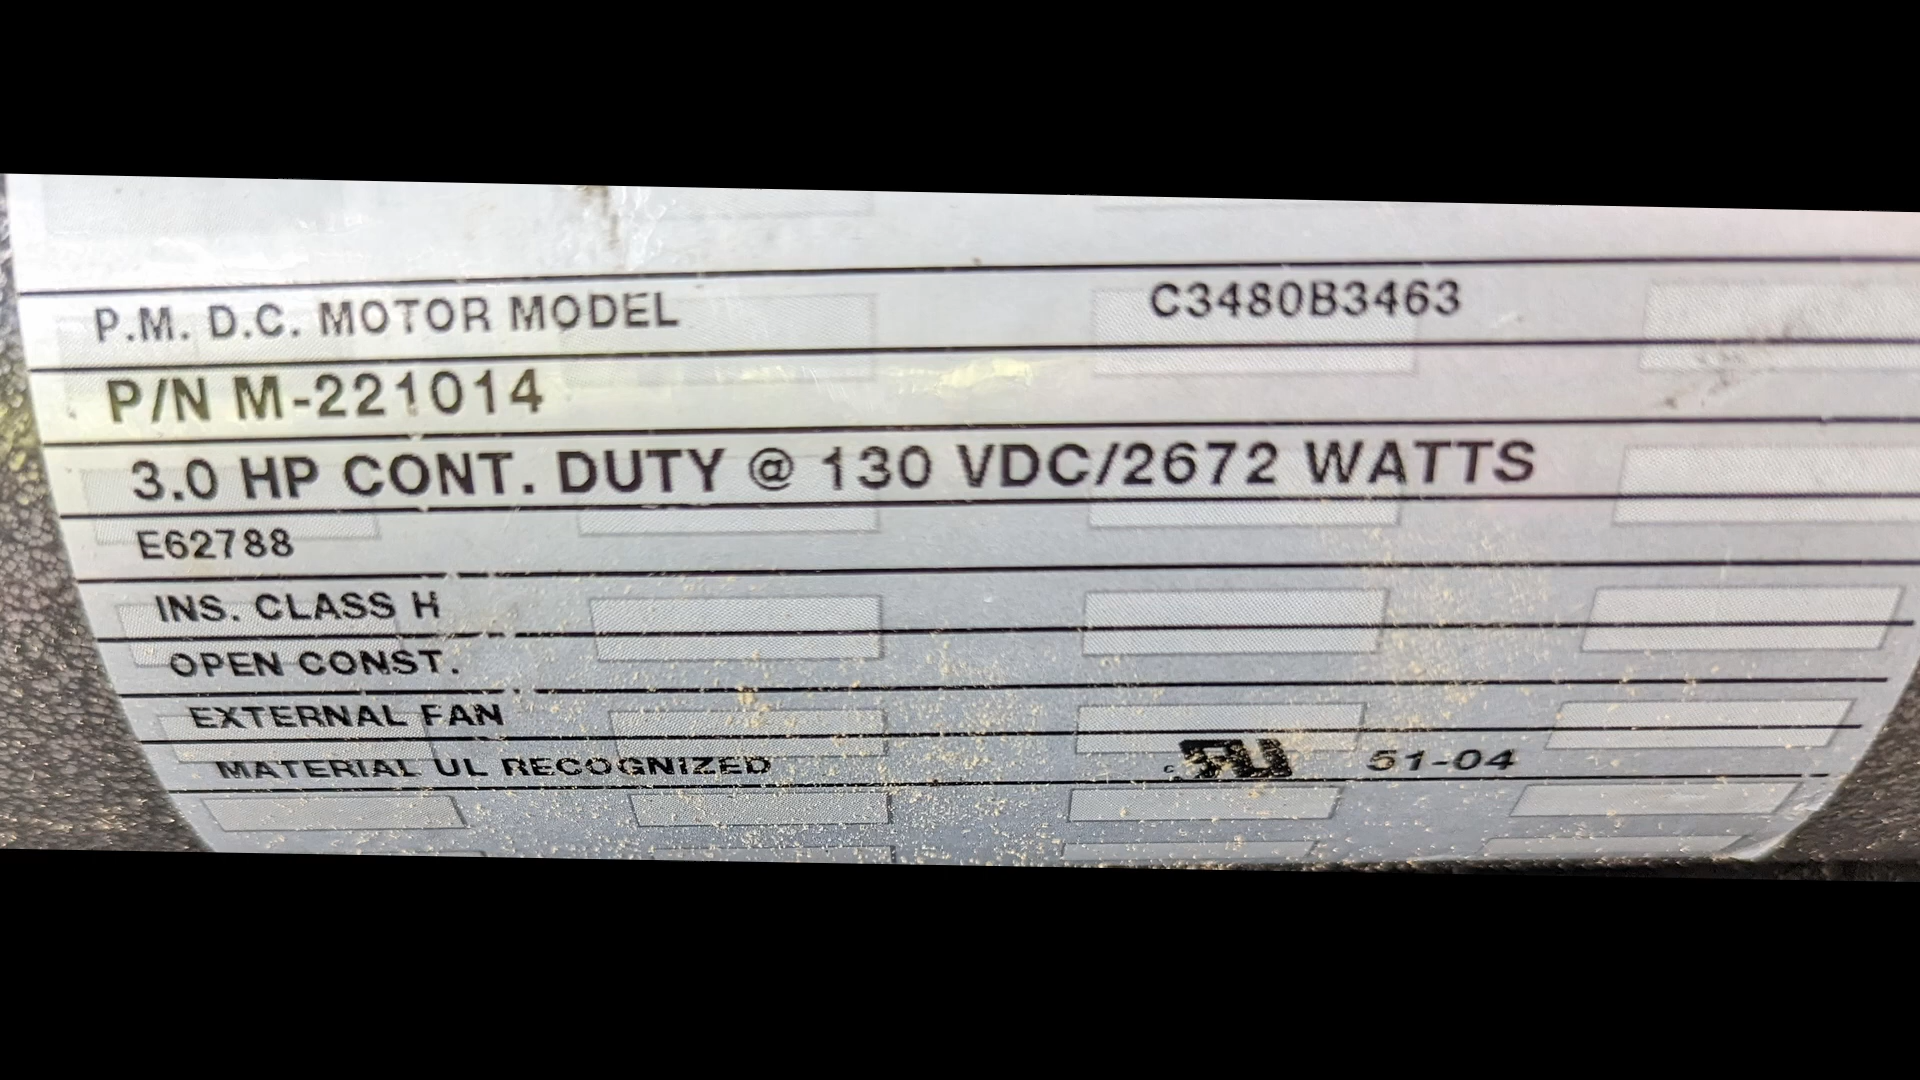 P.M. D.C. MOTOR MODEL C3480B3463
P/N M-221014
3.0 HP CONT. DUTY @ 130 VDC/2672 WATTS
E62788
INS. CLASS H
OPEN CONST.
EXTERNAL FAN
MATERIAL UL RECOGNIZED c RU 51-04